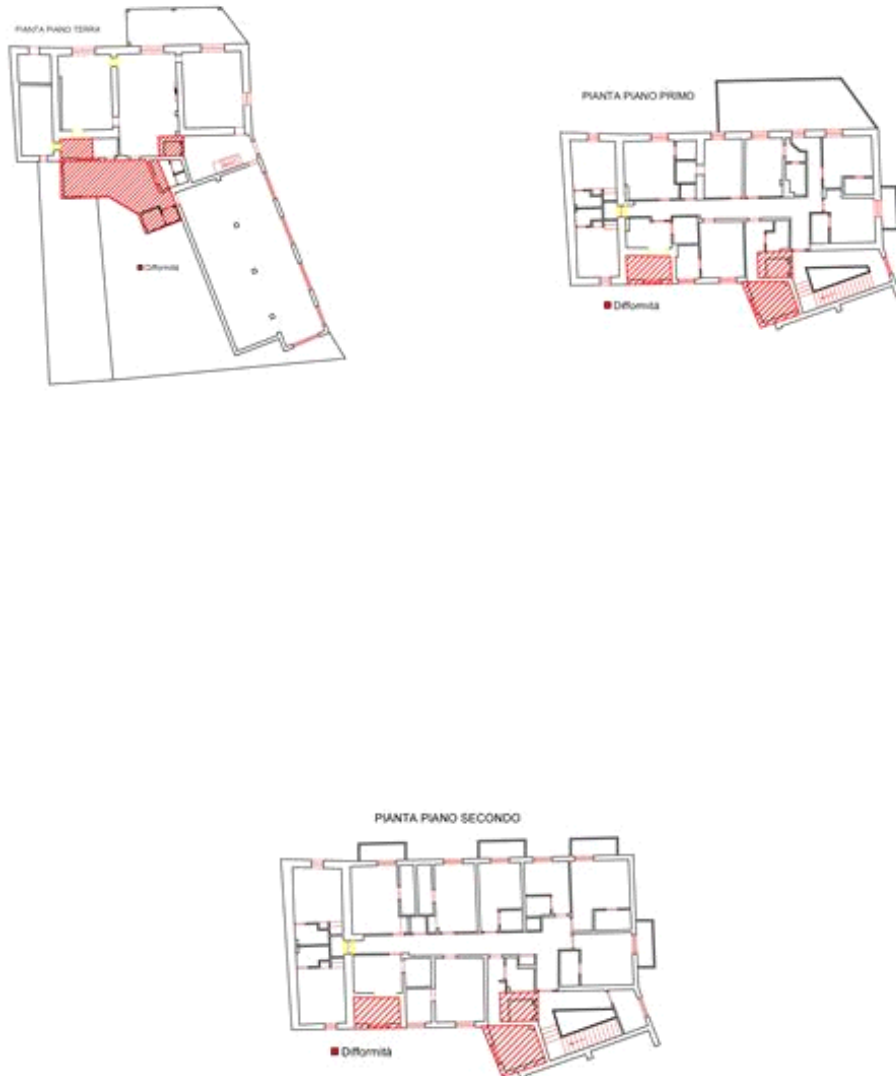 PIANTA PIANO TERRA
PIANTA PIANO PRIMO
Difformità
Difformità
PIANTA PIANO SECONDO
Difformità